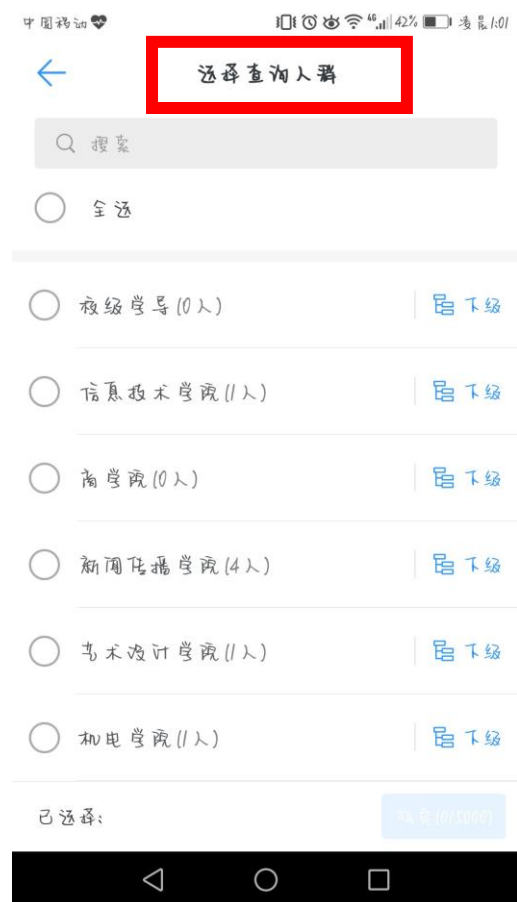 中国移动 46 42% 凌晨1:01
选择查询人群
搜索
全选
校级学导(0人) 下级
信息技术学院(1人) 下级
商学院(0人) 下级
新闻传播学院(4人) 下级
艺术设计学院(1人) 下级
机电学院(1人) 下级
已选择: (0/2000)